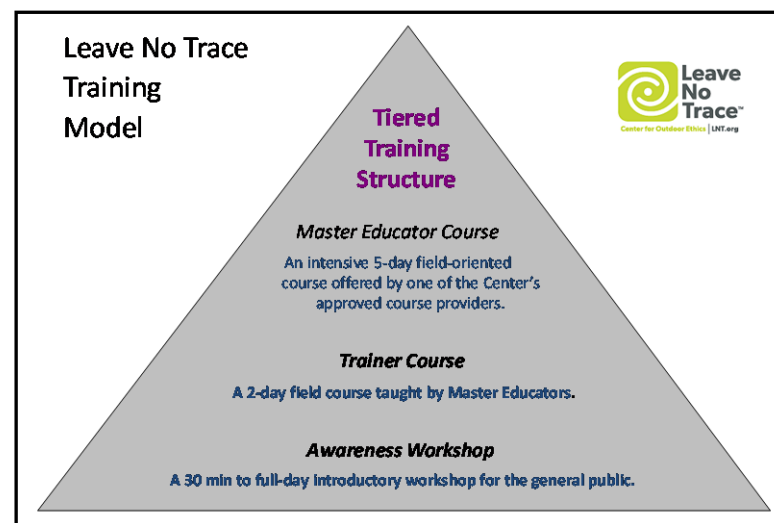 Leave No Trace
Training
Model
Leave
No
Trace™
Center for Outdoor Ethics | LNT.org
Tiered
Training
Structure
Master Educator Course
An intensive 5-day field-oriented
course offered by one of the Center's
approved course providers.
Trainer Course
A 2-day field course taught by Master Educators.
Awareness Workshop
A 30 min to full-day introductory workshop for the general public.